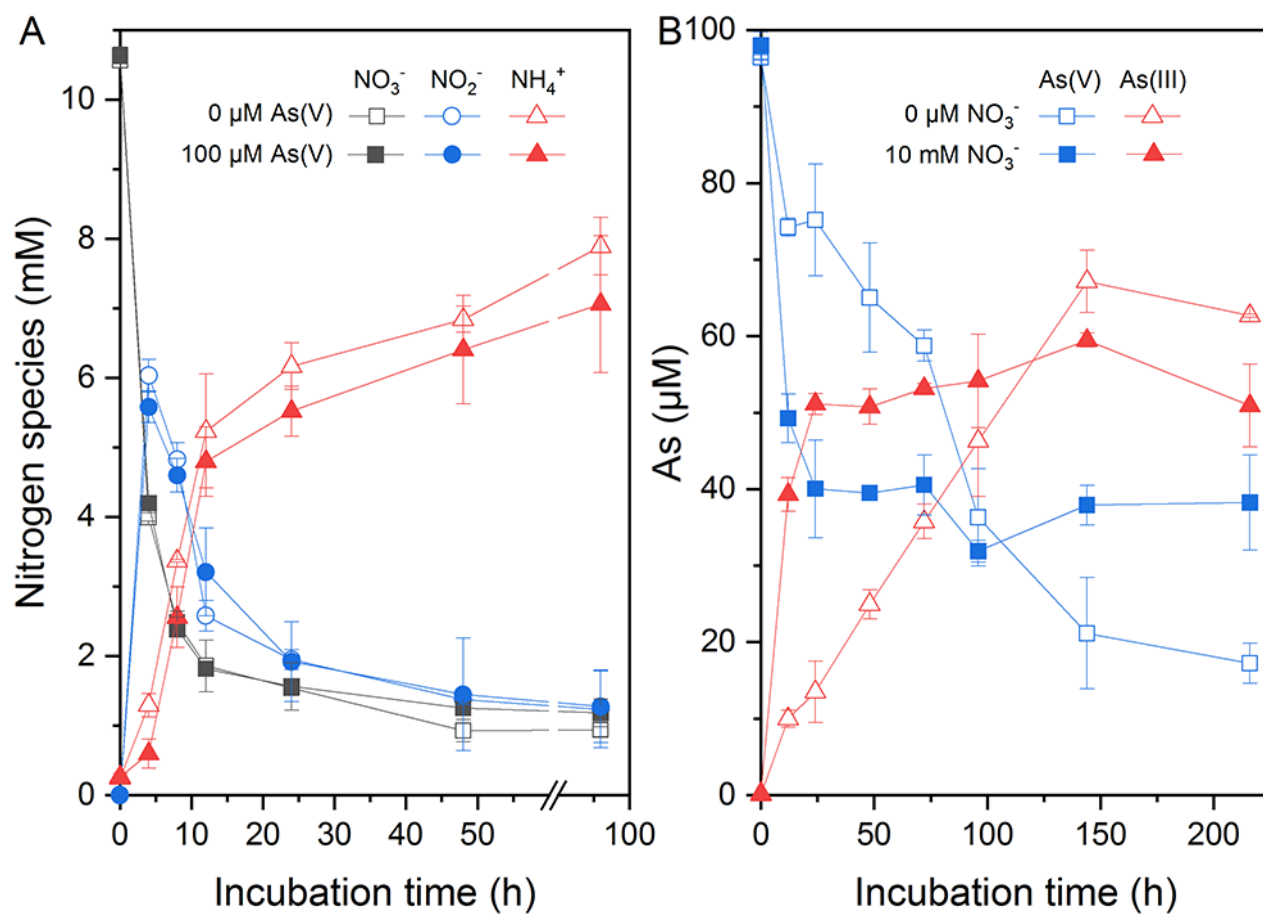 A
NO₃⁻ NO₂⁻ NH₄⁺
0 µM As(V)
100 µM As(V)
Nitrogen species (mM)
10
8
6
4
2
0
0 10 20 30 40 50 100
Incubation time (h)
B
As(V) As(III)
0 µM NO₃⁻
10 mM NO₃⁻
As (µM)
100
80
60
40
20
0
0 50 100 150 200
Incubation time (h)